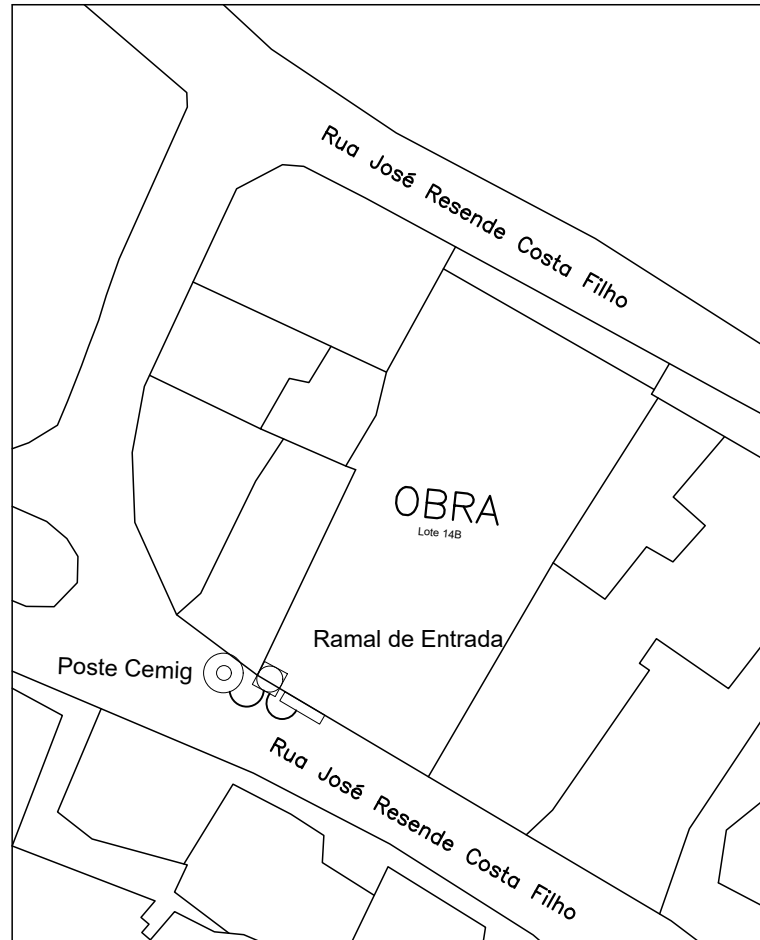 Rua José Resende Costa Filho
OBRA
Lote 14B
Ramal de Entrada
Poste Cemig
Rua José Resende Costa Filho